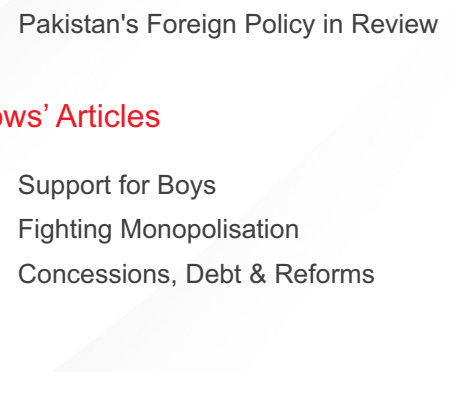 Pakistan's Foreign Policy in Review
ows’ Articles
Support for Boys
Fighting Monopolisation
Concessions, Debt & Reforms